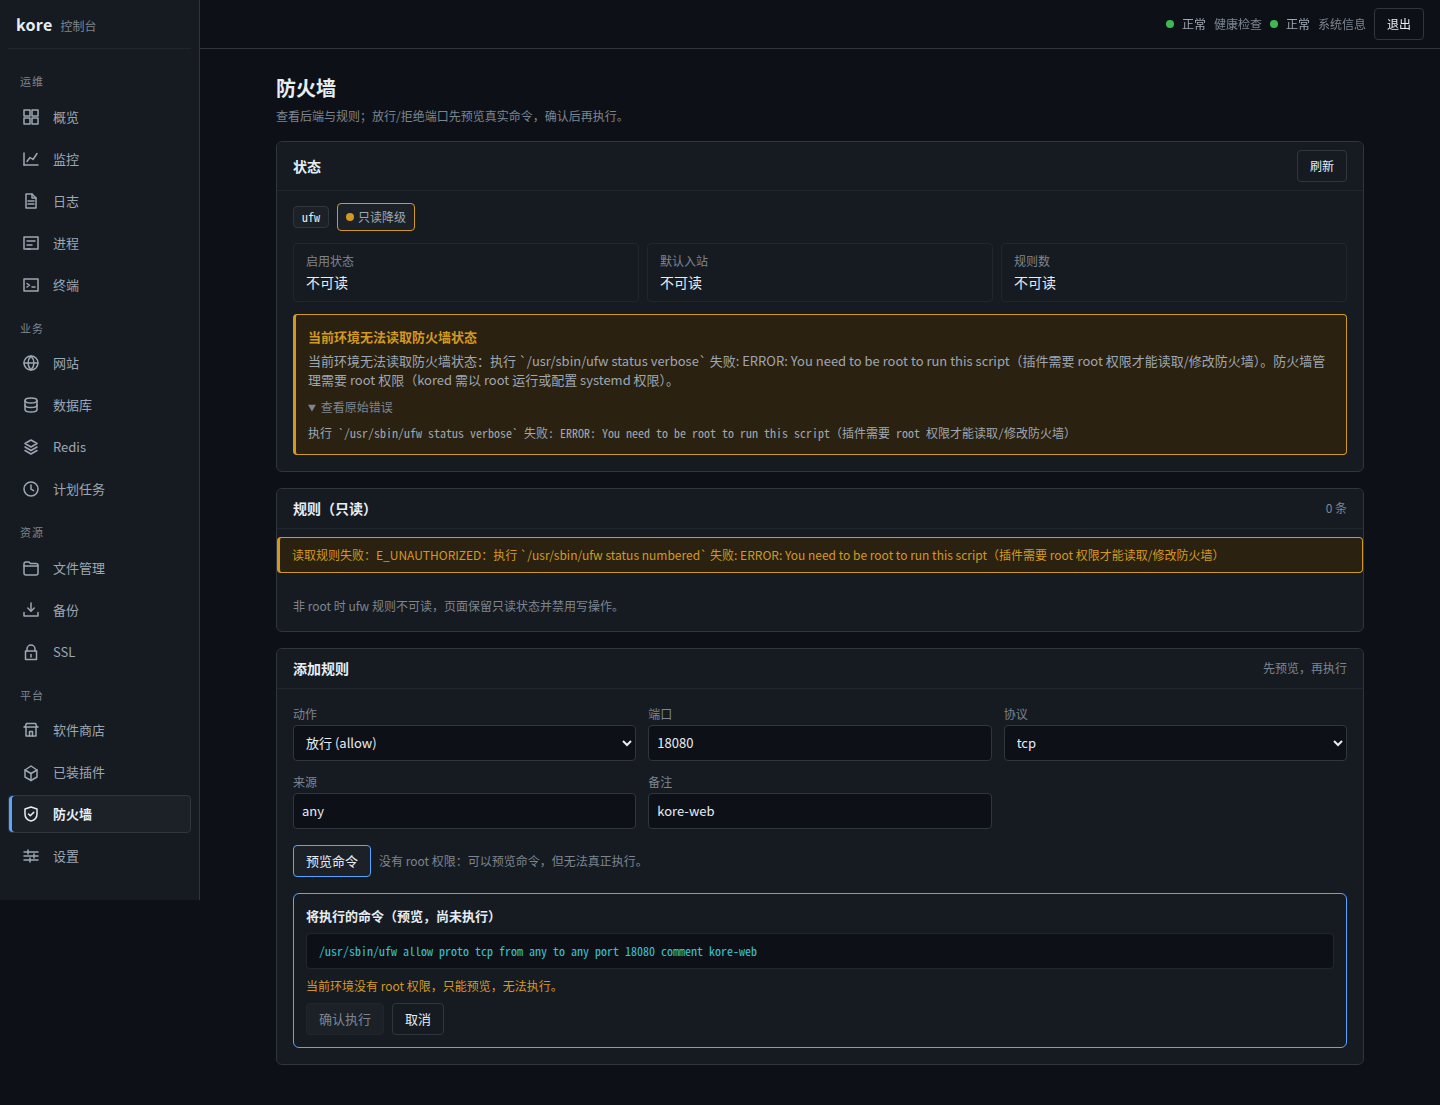 kore 控制台
正常 健康检查 正常 系统信息 退出
运维
概览
监控
日志
进程
终端
业务
网站
数据库
Redis
计划任务
资源
文件管理
备份
SSL
平台
软件商店
已装插件
防火墙
设置
防火墙
查看后端与规则；放行/拒绝端口先预览真实命令，确认后再执行。
状态 刷新
ufw 只读降级
启用状态 默认入站 规则数
不可读 不可读 不可读
当前环境无法读取防火墙状态
当前环境无法读取防火墙状态：执行 `/usr/sbin/ufw status verbose` 失败: ERROR: You need to be root to run this script（插件需要 root 权限才能读取/修改防火墙）。防火墙管
理需要 root 权限（kored 需以 root 运行或配置 systemd 权限）。
▼ 查看原始错误
执行 `/usr/sbin/ufw status verbose` 失败: ERROR: You need to be root to run this script（插件需要 root 权限才能读取/修改防火墙）
规则（只读） 0 条
读取规则失败：E_UNAUTHORIZED：执行 `/usr/sbin/ufw status numbered` 失败: ERROR: You need to be root to run this script（插件需要 root 权限才能读取/修改防火墙）
非 root 时 ufw 规则不可读，页面保留只读状态并禁用写操作。
添加规则 先预览，再执行
动作 端口 协议
放行 (allow) 18080 tcp
来源 备注
any kore-web
预览命令 没有 root 权限：可以预览命令，但无法真正执行。
将执行的命令（预览，尚未执行）
/usr/sbin/ufw allow proto tcp from any to any port 18080 comment kore-web
当前环境没有 root 权限，只能预览，无法执行。
确认执行 取消